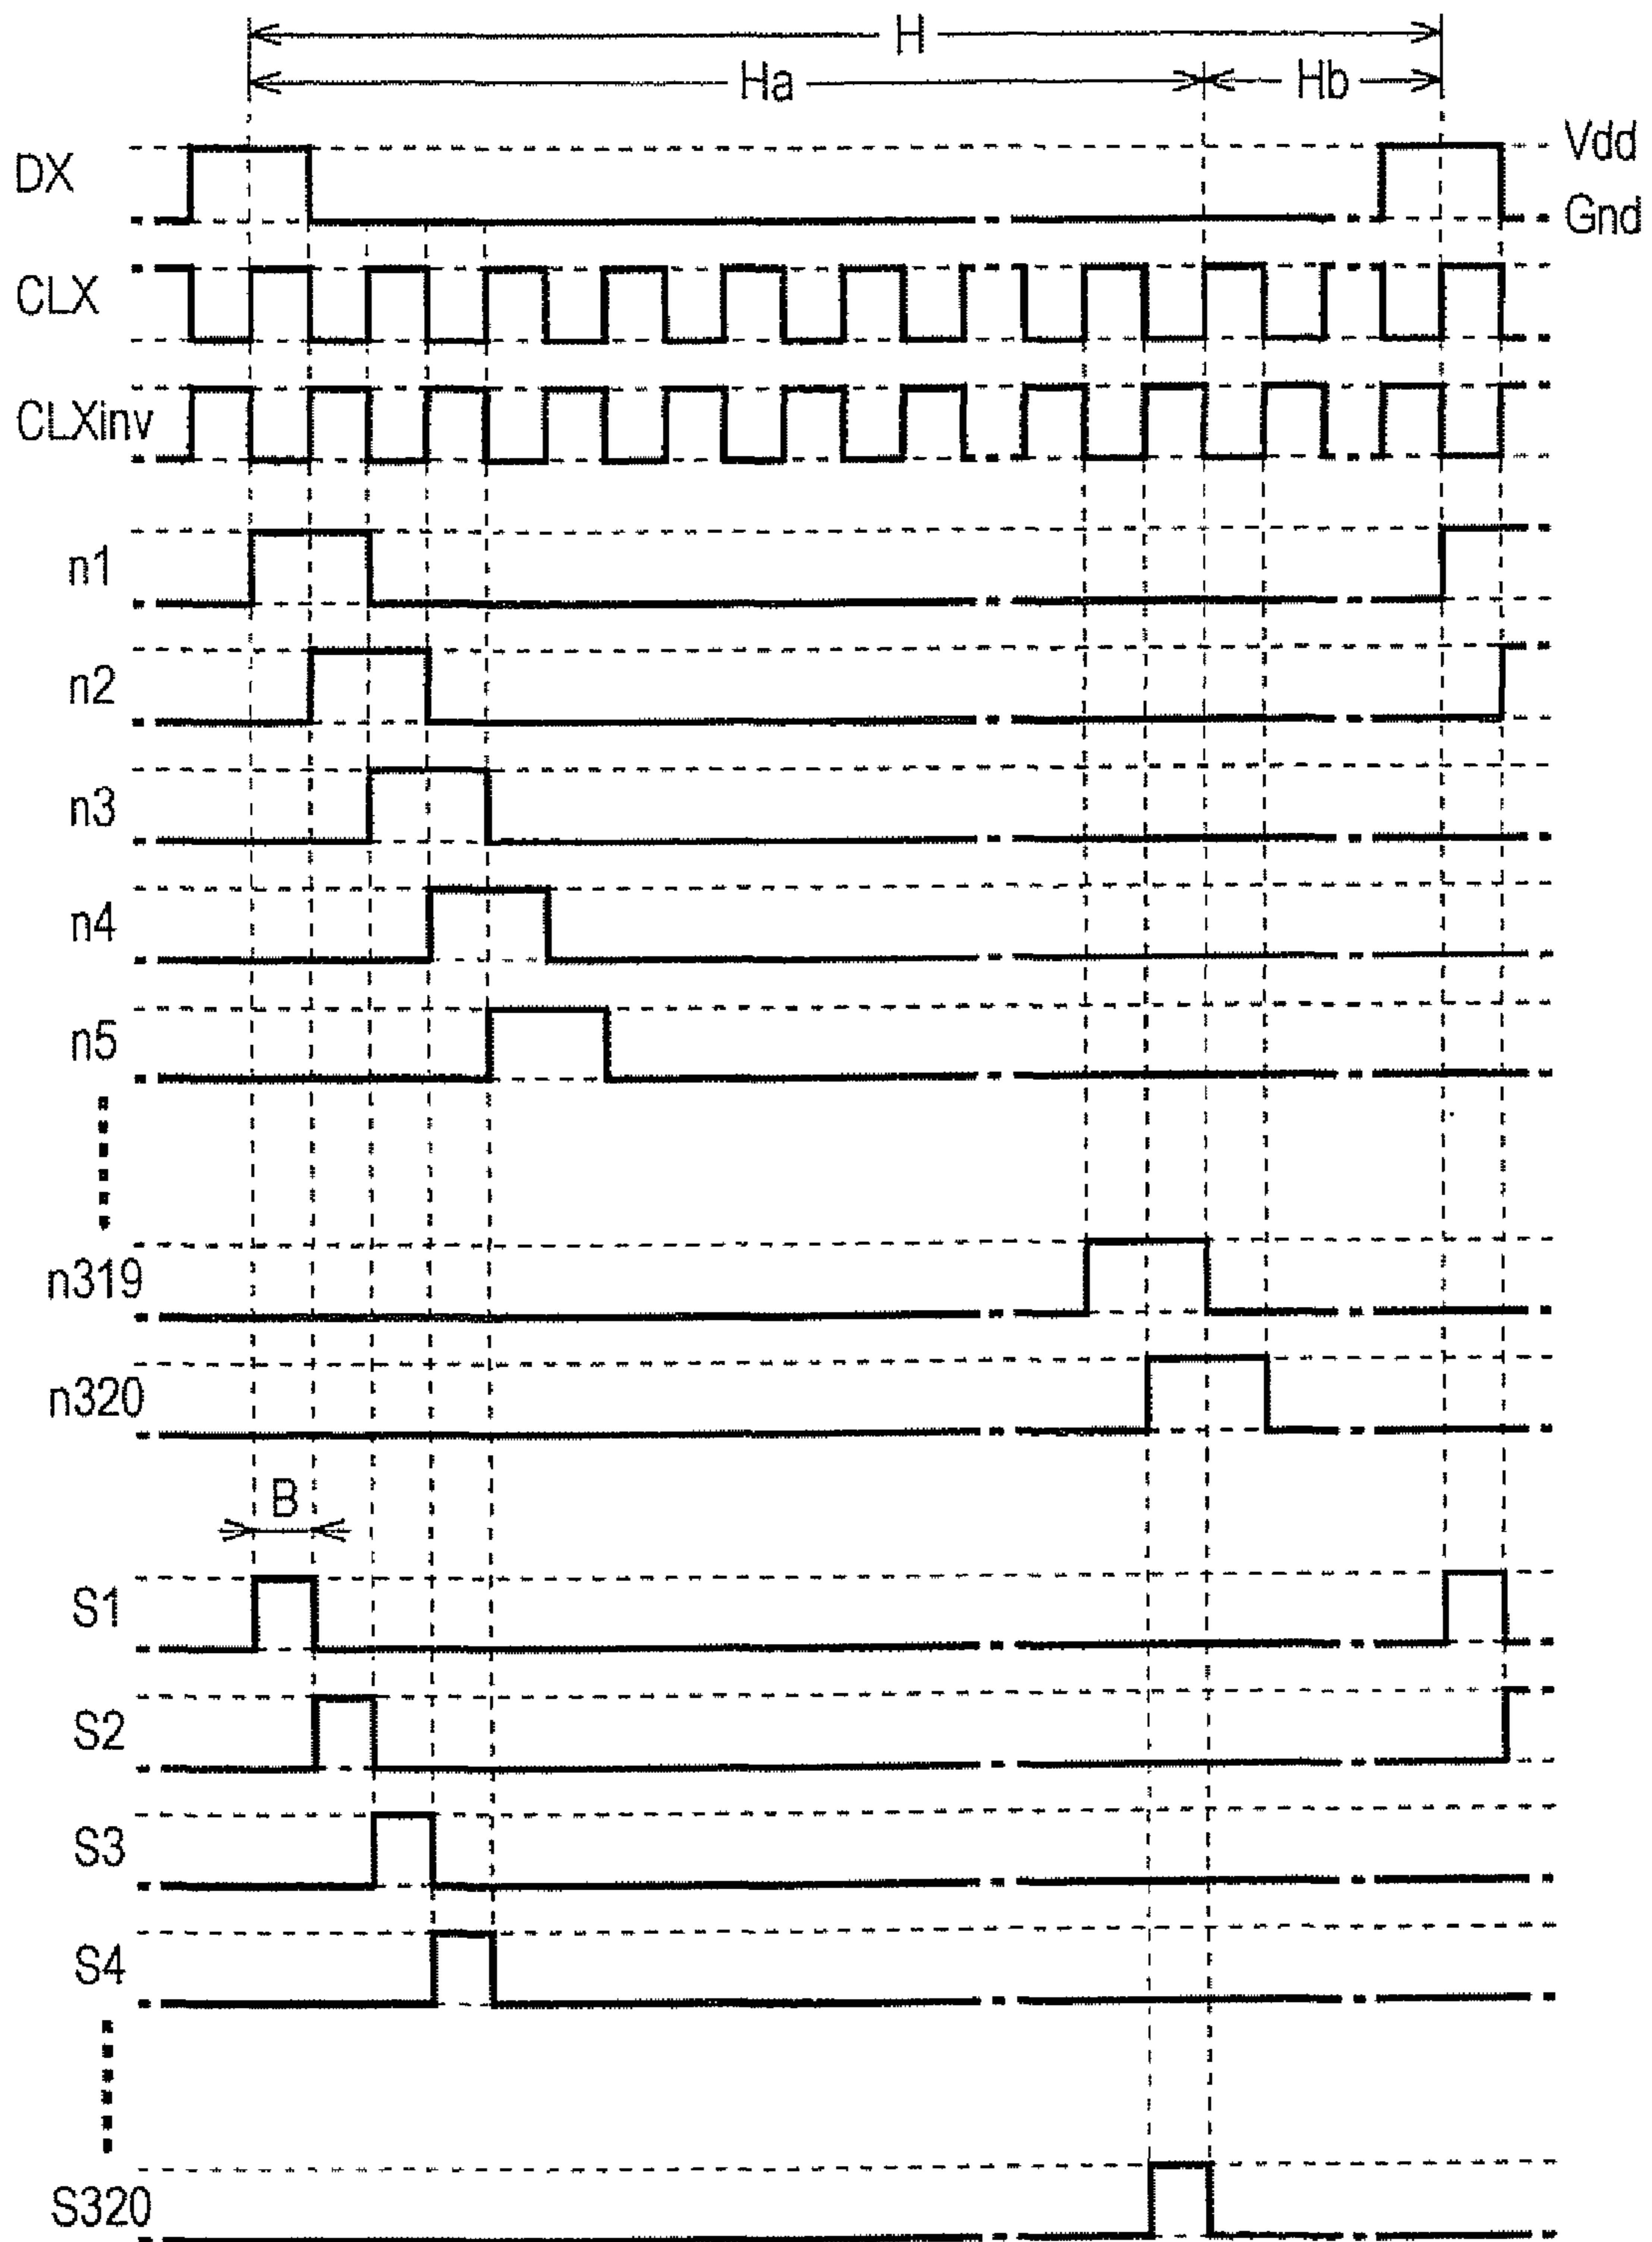 H
Ha Hb
DX Vdd
Gnd
CLX
CLXinv
n1
n2
n3
n4
n5
n319
n320
B
S1
S2
S3
S4
S320